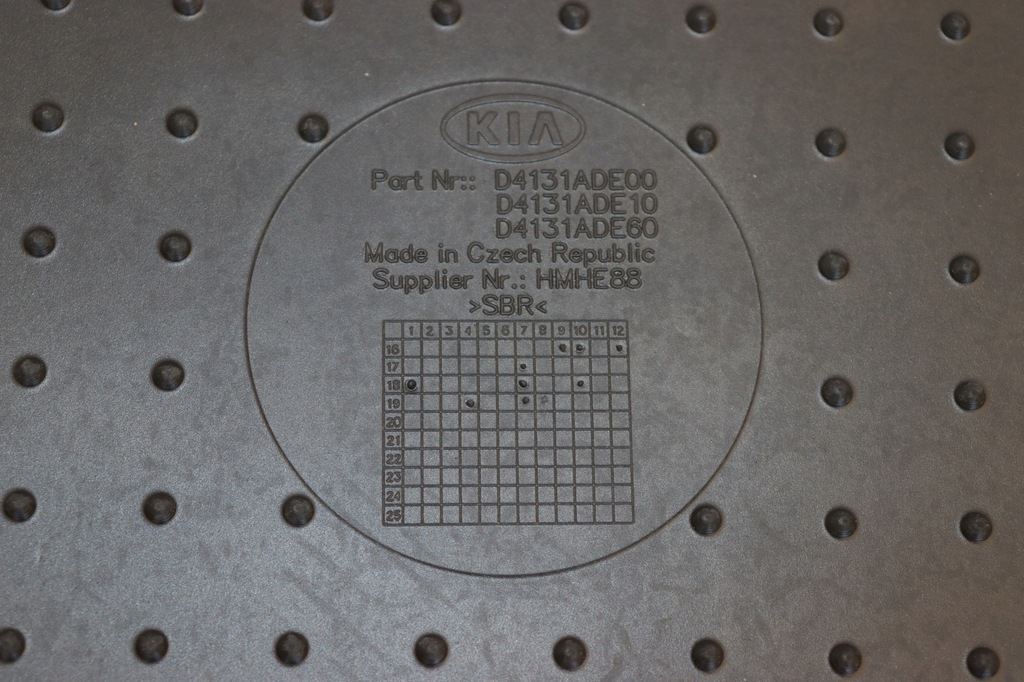 KIA
Part Nr:: D4131ADE00
D4131ADE10
D4131ADE60
Made in Czech Republic
Supplier Nr.: HMHE88
>SBR<
1 2 3 4 5 6 7 8 9 10 11 12
16
17
18
19
20
21
22
23
24
25